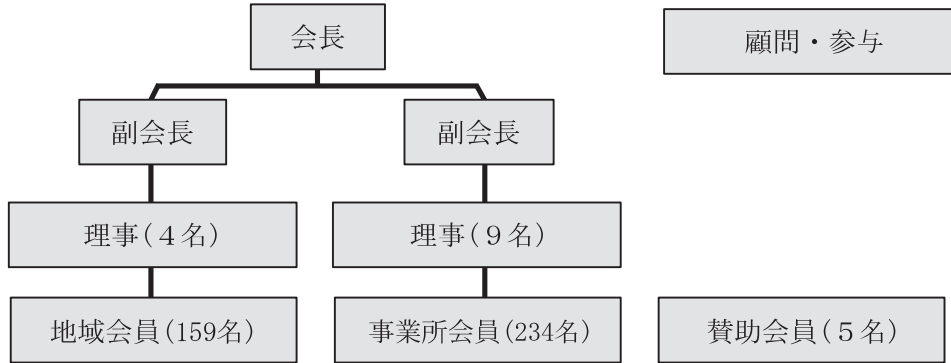 会長
顧問・参与
副会長
副会長
理事(４名)
理事(９名)
地域会員(159名)
事業所会員(234名)
賛助会員(５名)